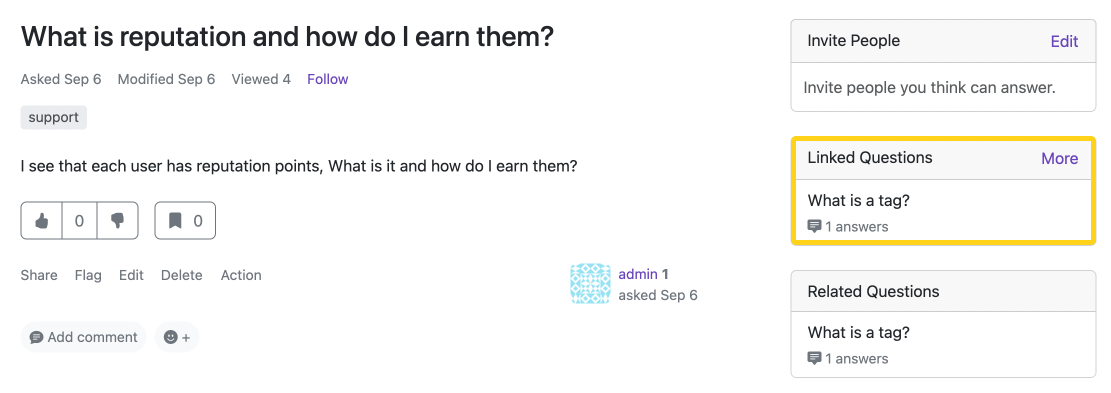 What is reputation and how do I earn them?
Asked Sep 6 Modified Sep 6 Viewed 4 Follow
support
I see that each user has reputation points, What is it and how do I earn them?
0 0
Share Flag Edit Delete Action
admin 1
asked Sep 6
Add comment +
Invite People Edit
Invite people you think can answer.
Linked Questions More
What is a tag?
1 answers
Related Questions
What is a tag?
1 answers